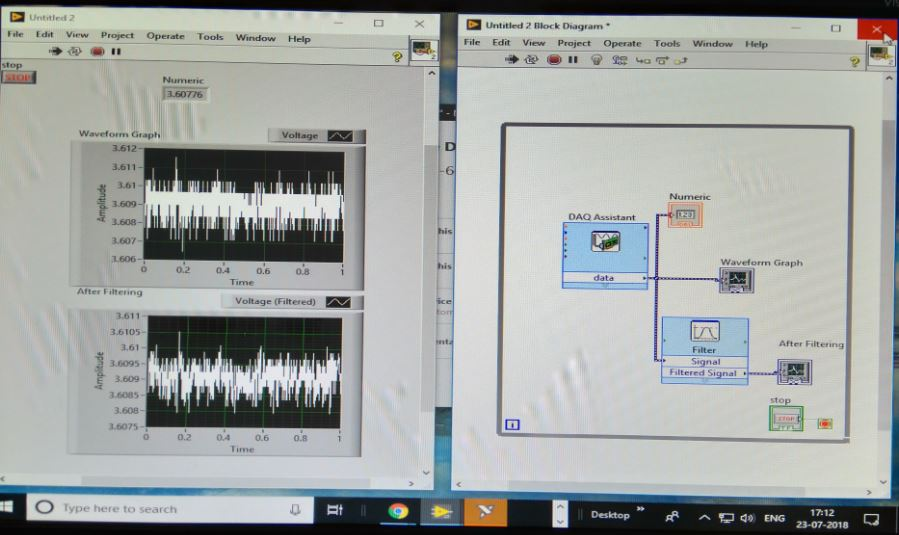 Untitled 2
File Edit View Project Operate Tools Window Help
stop
STOP
Numeric
3.60776
Waveform Graph
Voltage
3.612
3.611
3.61
3.609
3.608
3.607
3.606
Amplitude
0 0.2 0.4 0.6 0.8 1
Time
After Filtering
Voltage (Filtered)
3.611
3.6105
3.61
3.6095
3.609
3.6085
3.608
3.6075
Amplitude
0 0.2 0.4 0.6 0.8 1
Time
Untitled 2 Block Diagram *
File Edit View Project Operate Tools Window Help
DAQ Assistant
data
Numeric
123
Waveform Graph
Filter
Signal
Filtered Signal
After Filtering
stop
STOP
i
Type here to search
Desktop
ENG
17:12
23-07-2018